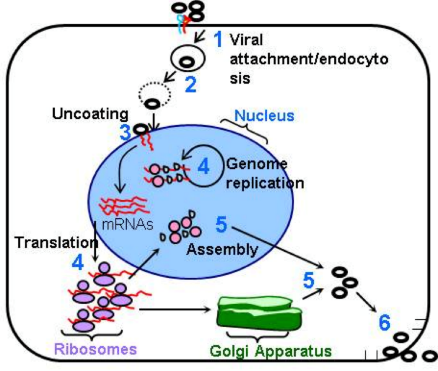 1 Viral
attachment/endocyto
sis
2
Uncoating
3
Nucleus
4 Genome
replication
mRNAs
5
Assembly
Translation
4
5
6
Ribosomes
Golgi Apparatus